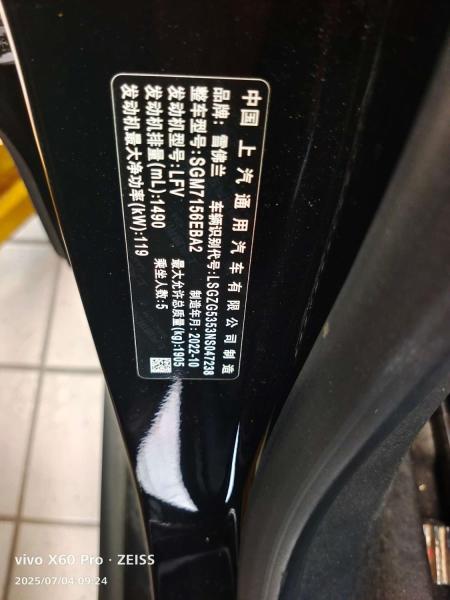 中国 上汽通用汽车有限公司制造
品牌:雪佛兰 车辆识别代号:LSGZG5353NS047238
整车型号:SGM7156EBA2 制造年月:2022-10
发动机型号:LFV 最大允许总质量(kg):1905
发动机排量(mL):1490 乘坐人数:5
发动机最大净功率(kW):119
vivo X60 Pro · ZEISS
2025/07/04 09:24